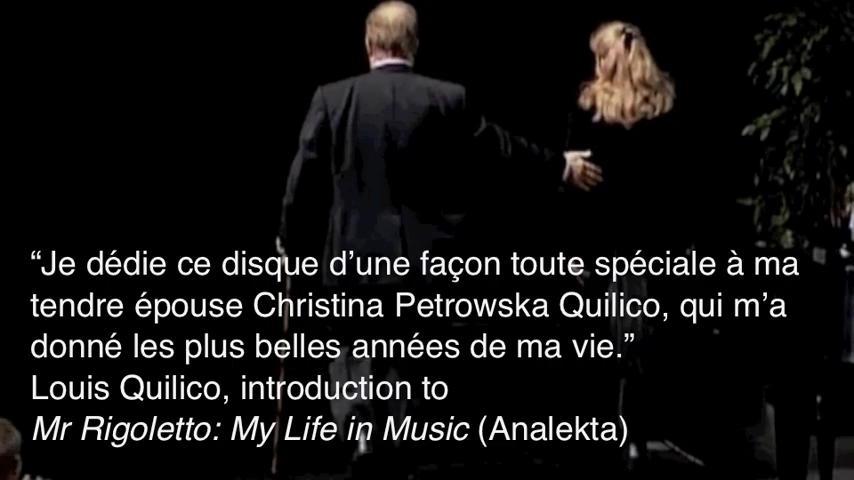 “Je dédie ce disque d’une façon toute spéciale à ma
tendre épouse Christina Petrowska Quilico, qui m’a
donné les plus belles années de ma vie.”
Louis Quilico, introduction to
Mr Rigoletto: My Life in Music (Analekta)